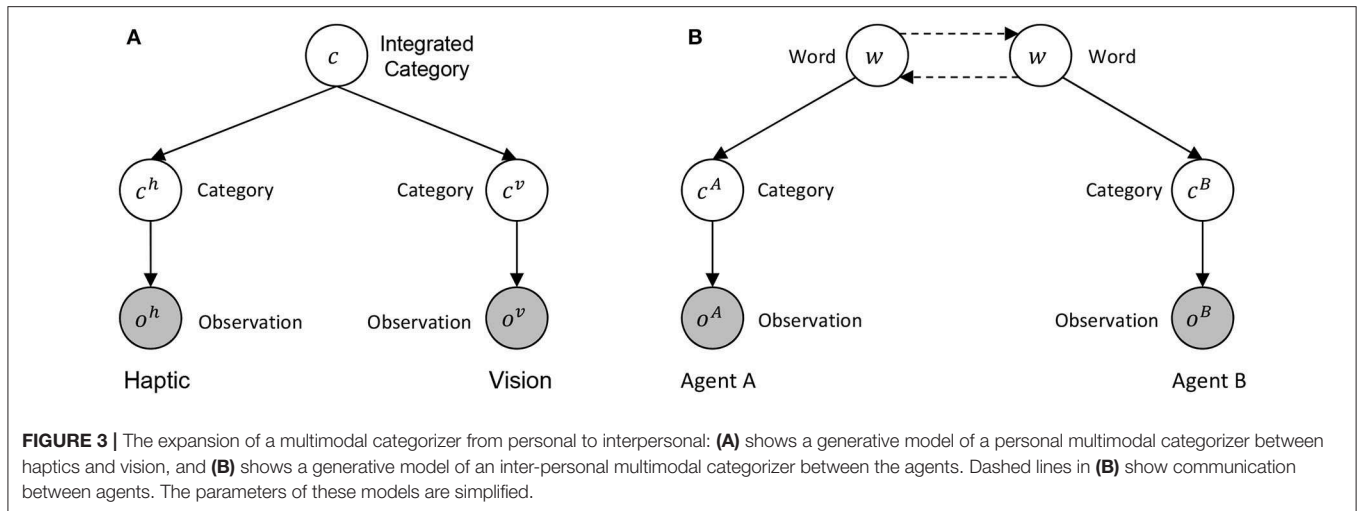 A
c
Integrated
Category
c^h
Category
Category
c^v
o^h
Observation
Observation
o^v
Haptic
Vision
B
Word
w
w
Word
c^A
Category
Category
c^B
o^A
Observation
Observation
o^B
Agent A
Agent B
FIGURE 3 | The expansion of a multimodal categorizer from personal to interpersonal: (A) shows a generative model of a personal multimodal categorizer between
haptics and vision, and (B) shows a generative model of an inter-personal multimodal categorizer between the agents. Dashed lines in (B) show communication
between agents. The parameters of these models are simplified.